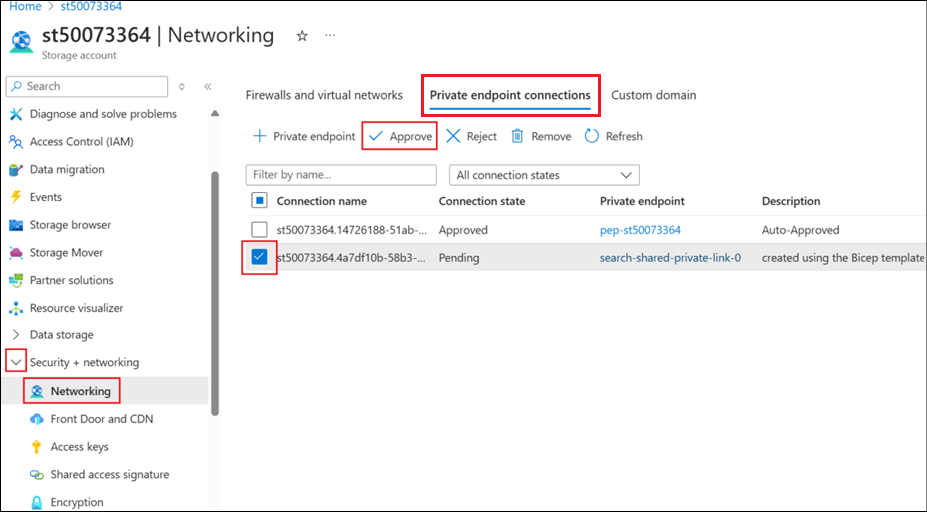 Home > st50073364
st50073364 | Networking ☆ ...
Storage account
Search
«
Diagnose and solve problems
Access Control (IAM)
Data migration
Events
Storage browser
Storage Mover
Partner solutions
Resource visualizer
Data storage
Security + networking
Networking
Front Door and CDN
Access keys
Shared access signature
Encryption
Firewalls and virtual networks Private endpoint connections Custom domain
+ Private endpoint Approve Reject Remove Refresh
Filter by name... All connection states
Connection name Connection state Private endpoint Description
st50073364.14726188-51ab-... Approved pep-st50073364 Auto-Approved
st50073364.4a7df10b-58b3-... Pending search-shared-private-link-0 created using the Bicep template